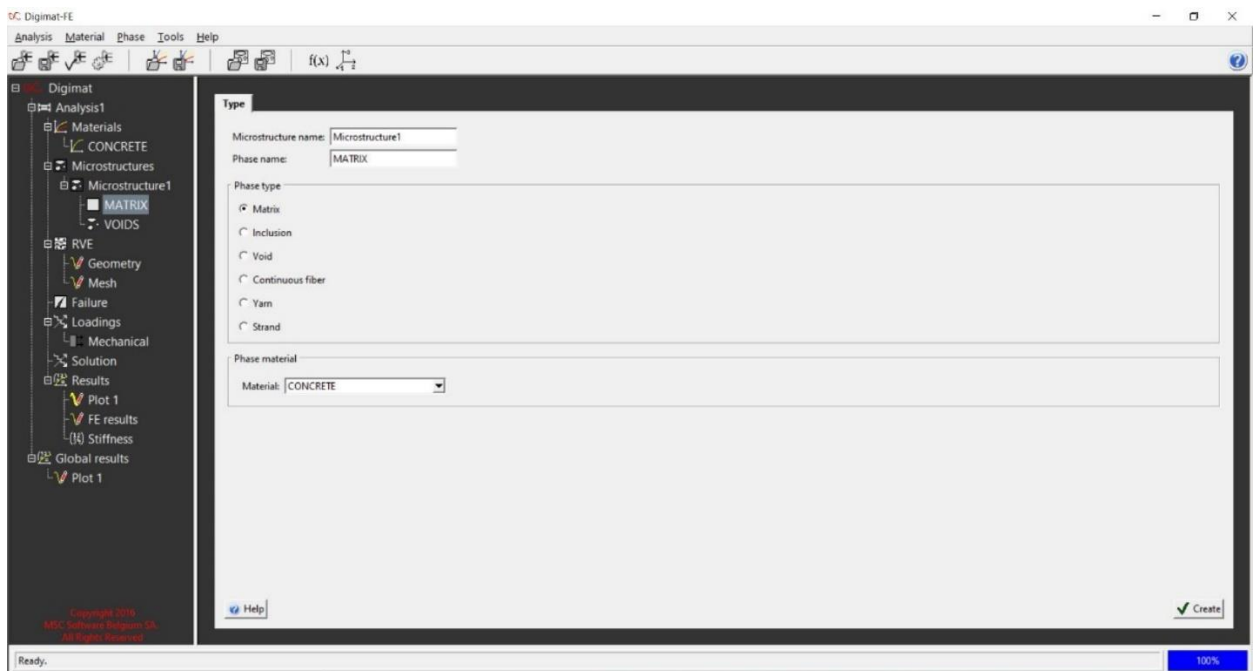 Digimat-FE
Analysis Material Phase Tools Help
f(x)
Digimat
Analysis1
Materials
CONCRETE
Microstructures
Microstructure1
MATRIX
VOIDS
RVE
Geometry
Mesh
Failure
Loadings
Mechanical
Solution
Results
Plot 1
FE results
Stiffness
Global results
Plot 1
Copyright 2016
MSC Software Belgium SA.
All Rights Reserved
Type
Microstructure name: Microstructure1
Phase name: MATRIX
Phase type
Matrix
Inclusion
Void
Continuous fiber
Yarn
Strand
Phase material
Material: CONCRETE
Help
Create
Ready.
100%